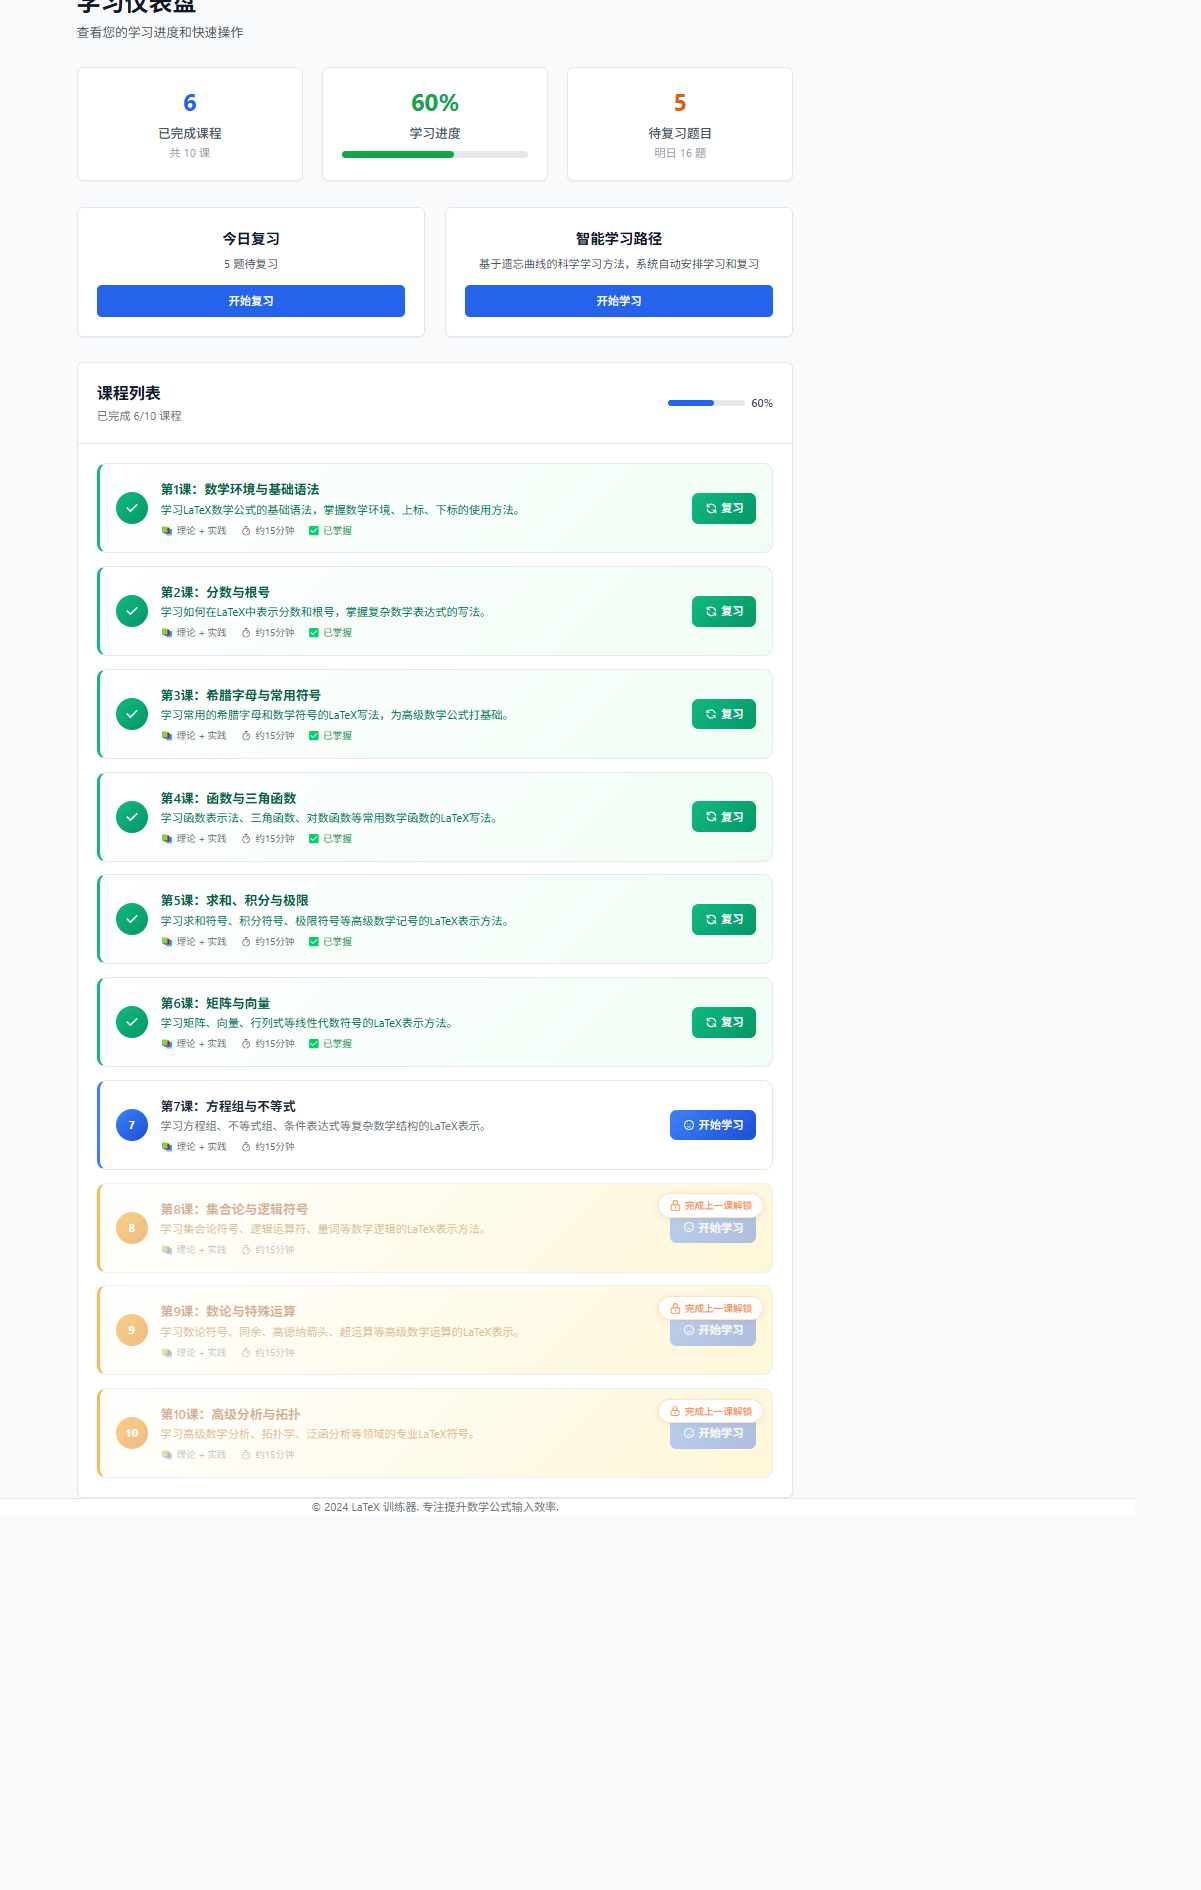 学习仪表盘
查看您的学习进度和快速操作
6
已完成课程
共 10 课
60%
学习进度
5
待复习题目
明日 16 题
今日复习
5 题待复习
开始复习
智能学习路径
基于遗忘曲线的科学学习方法，系统自动安排学习和复习
开始学习
课程列表
已完成 6/10 课程
60%
第1课：数学环境与基础语法
学习LaTeX数学公式的基础语法，掌握数学环境、上标、下标的使用方法。
理论 + 实践 约15分钟 已掌握
复习
第2课：分数与根号
学习如何在LaTeX中表示分数和根号，掌握复杂数学表达式的写法。
理论 + 实践 约15分钟 已掌握
复习
第3课：希腊字母与常用符号
学习常用的希腊字母和数学符号的LaTeX写法，为高级数学公式打基础。
理论 + 实践 约15分钟 已掌握
复习
第4课：函数与三角函数
学习函数表示法、三角函数、对数函数等常用数学函数的LaTeX写法。
理论 + 实践 约15分钟 已掌握
复习
第5课：求和、积分与极限
学习求和符号、积分符号、极限符号等高级数学记号的LaTeX表示方法。
理论 + 实践 约15分钟 已掌握
复习
第6课：矩阵与向量
学习矩阵、向量、行列式等线性代数符号的LaTeX表示方法。
理论 + 实践 约15分钟 已掌握
复习
7
第7课：方程组与不等式
学习方程组、不等式组、条件表达式等复杂数学结构的LaTeX表示。
理论 + 实践 约15分钟
开始学习
8
第8课：集合论与逻辑符号
学习集合论符号、逻辑运算符、量词等数学逻辑的LaTeX表示方法。
理论 + 实践 约15分钟
完成上一课解锁
开始学习
9
第9课：数论与特殊运算
学习数论符号、同余、高德纳箭头、超运算等高级数学运算的LaTeX表示。
理论 + 实践 约15分钟
完成上一课解锁
开始学习
10
第10课：高级分析与拓扑
学习高级数学分析、拓扑学、泛函分析等领域的专业LaTeX符号。
理论 + 实践 约15分钟
完成上一课解锁
开始学习
© 2024 LaTeX 训练器. 专注提升数学公式输入效率.